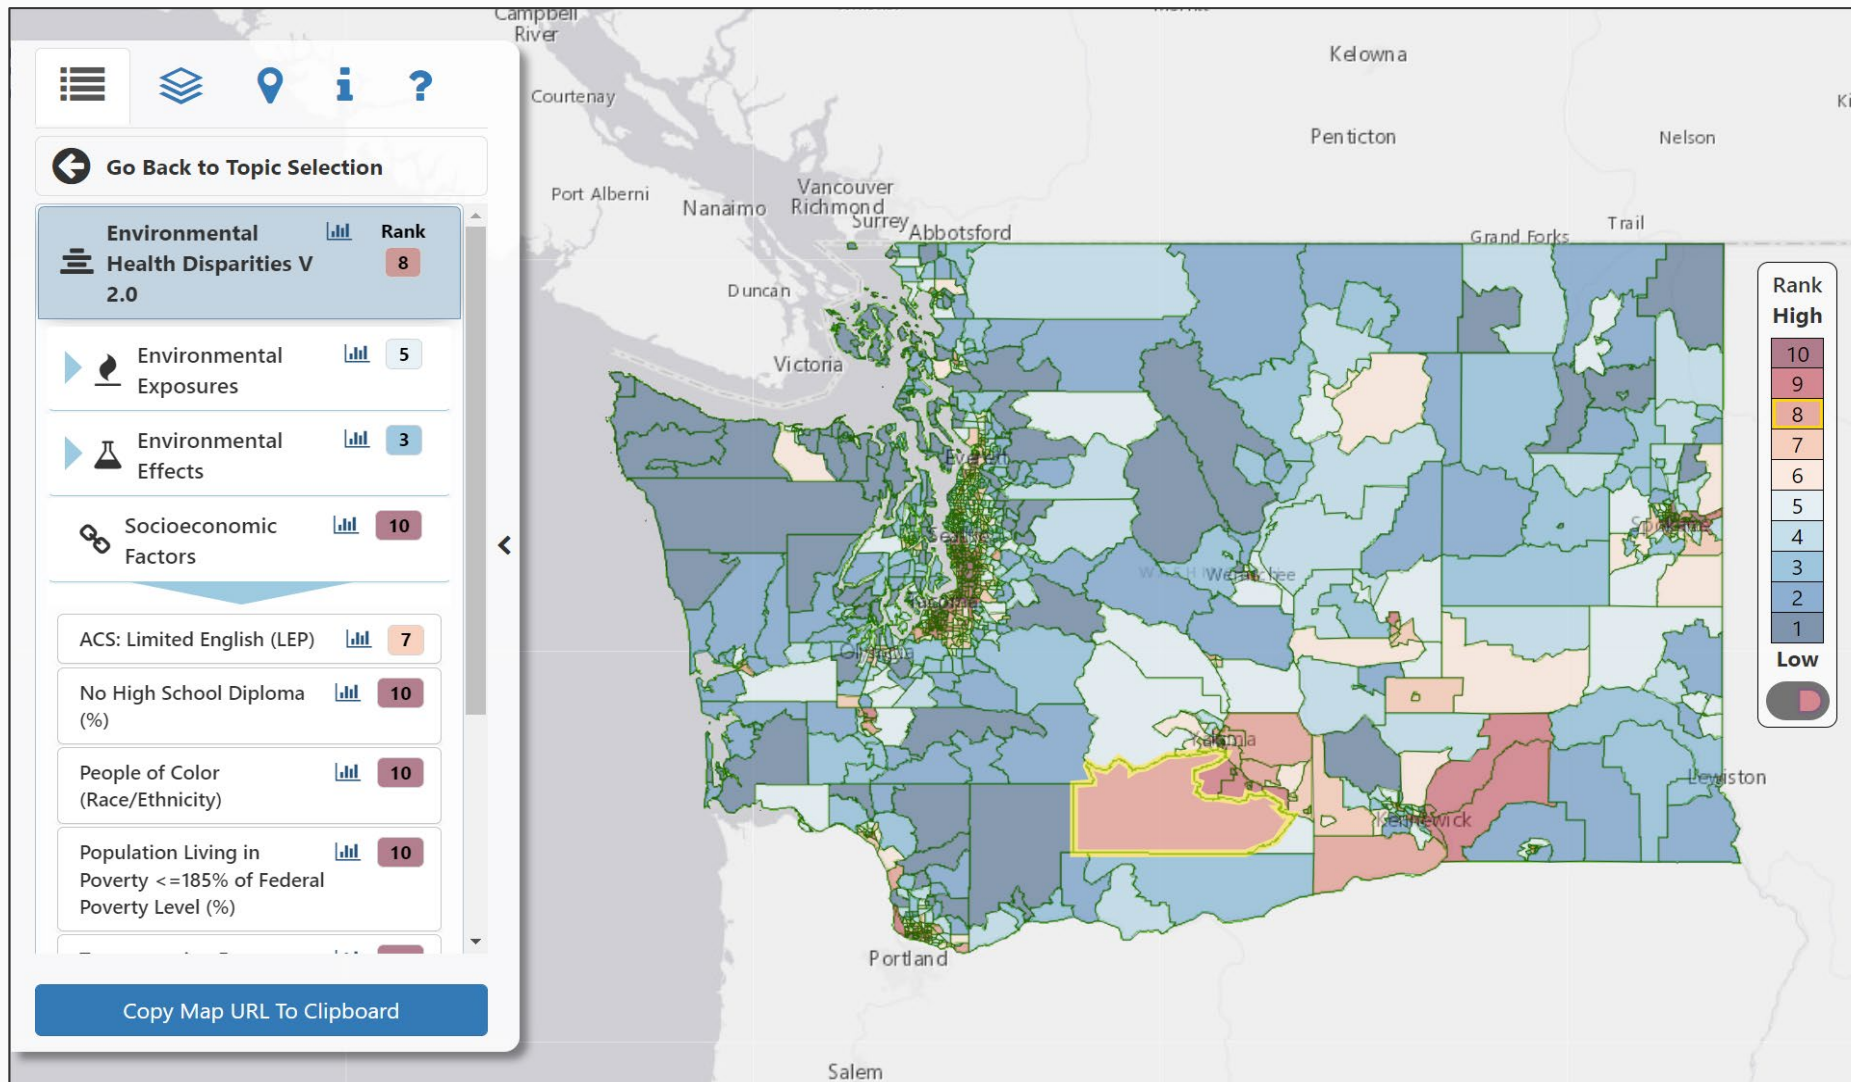 Go Back to Topic Selection
Environmental
Health Disparities V
2.0
Rank
8
Environmental
Exposures
5
Environmental
Effects
3
Socioeconomic
Factors
10
ACS: Limited English (LEP)
7
No High School Diploma
(%)
10
People of Color
(Race/Ethnicity)
10
Population Living in
Poverty <=185% of Federal
Poverty Level (%)
10
Copy Map URL To Clipboard
Campbell
River
Courtenay
Port Alberni
Nanaimo
Vancouver
Richmond
Surrey
Abbotsford
Duncan
Victoria
Kelowna
Penticton
Nelson
Ki
Trail
Grand Forks
Everett
Seattle
Tacoma
Olympia
Wenatchee
Spokane
Yakima
Kennewick
Lewiston
Portland
Salem
Rank
High
10
9
8
7
6
5
4
3
2
1
Low